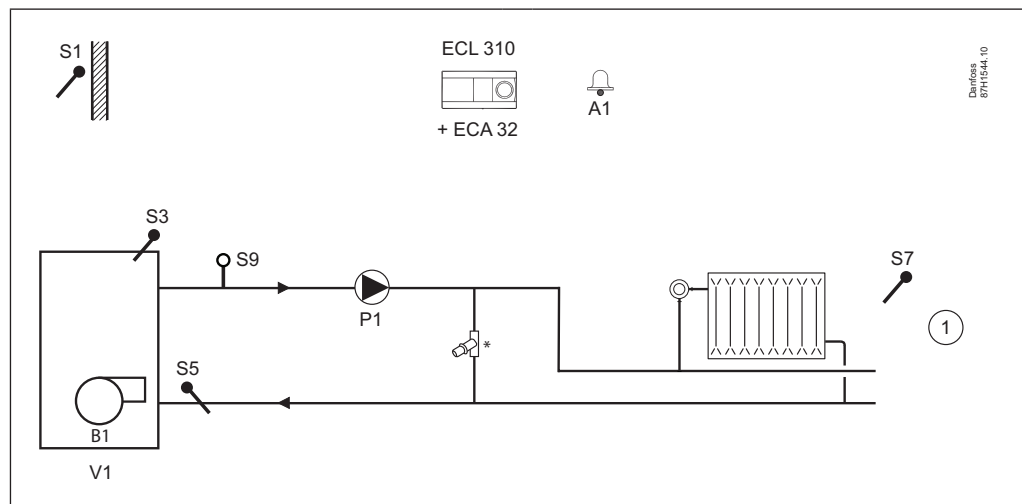 S1
ECL 310
+ ECA 32
A1
Danfoss
87H1544.10
S3
S9
P1
*
S7
1
S5
B1
V1